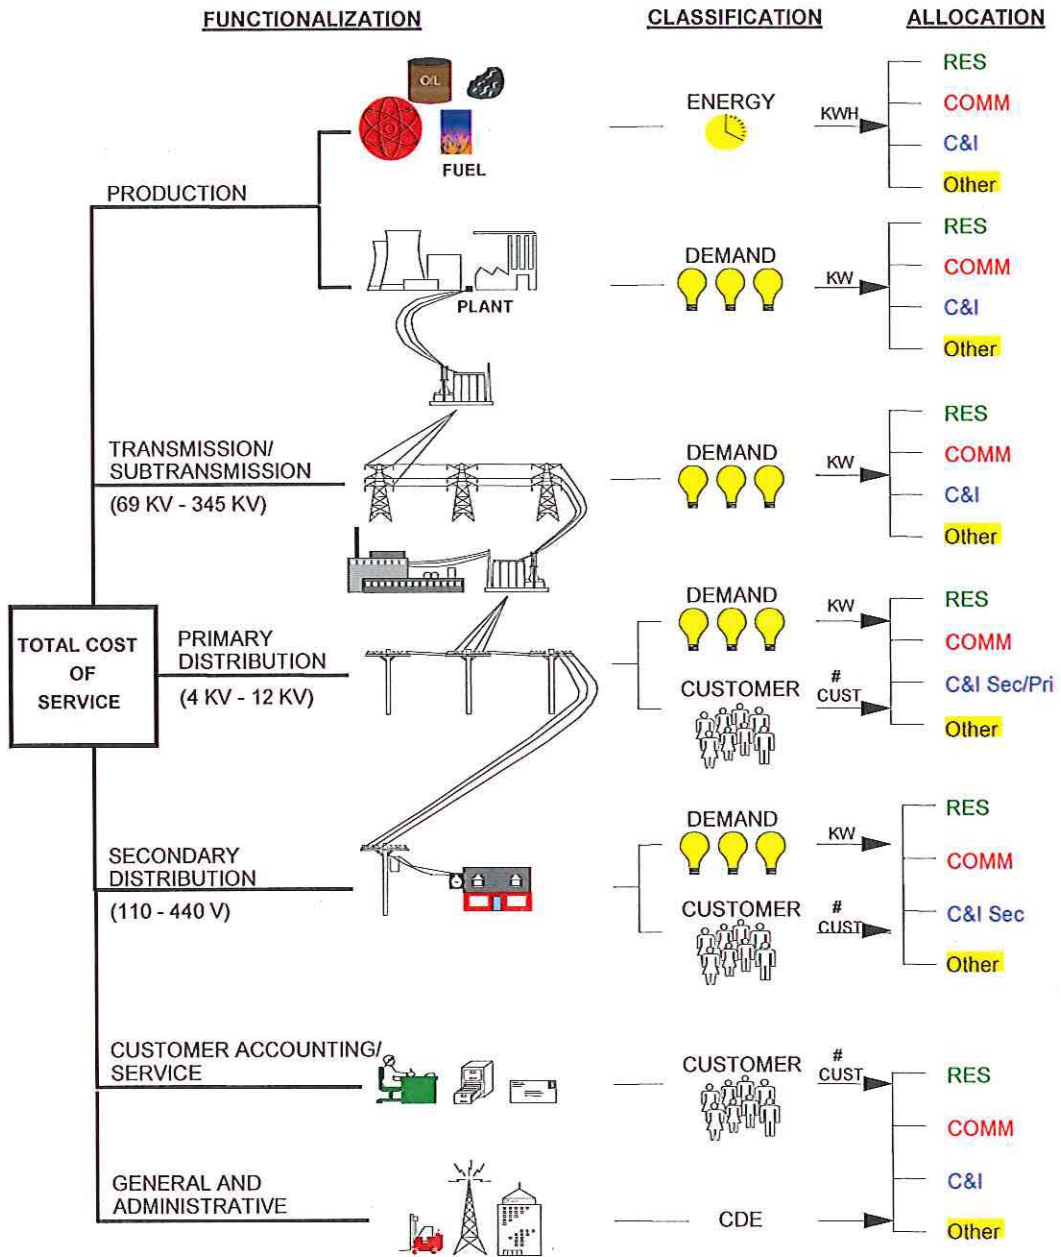 FUNCTIONALIZATION
CLASSIFICATION
ALLOCATION
OIL
FUEL
ENERGY
KWH
RES
COMM
C&I
Other
PRODUCTION
PLANT
DEMAND
KW
RES
COMM
C&I
Other
TRANSMISSION/
SUBTRANSMISSION
(69 KV - 345 KV)
DEMAND
KW
RES
COMM
C&I
Other
TOTAL COST
OF
SERVICE
PRIMARY
DISTRIBUTION
(4 KV - 12 KV)
DEMAND
KW
CUSTOMER
#
CUST
RES
COMM
C&I Sec/Pri
Other
SECONDARY
DISTRIBUTION
(110 - 440 V)
DEMAND
KW
CUSTOMER
#
CUST
RES
COMM
C&I Sec
Other
CUSTOMER ACCOUNTING/
SERVICE
CUSTOMER
#
CUST
GENERAL AND
ADMINISTRATIVE
CDE
RES
COMM
C&I
Other